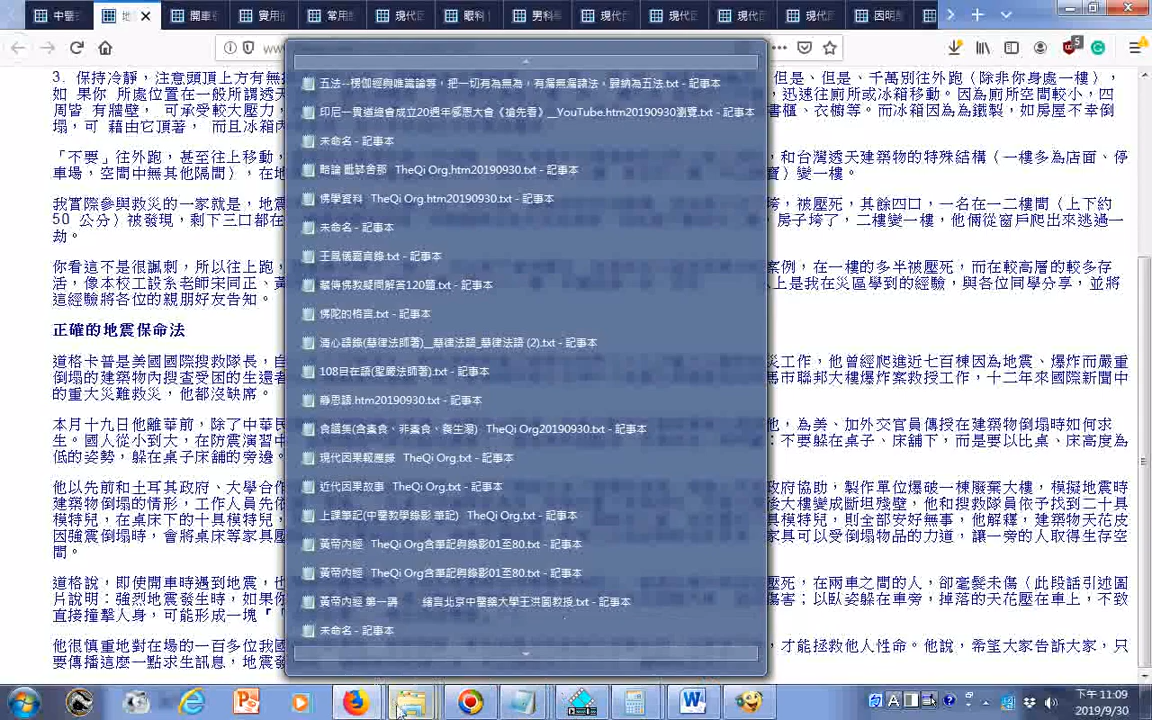 中醫
地
開車
實用
常用
現代
眼科
男科
現代
現代
現代
現代
因明
5
3. 保持冷靜，注意頭頂上方有無
但是、但是、千萬別往外跑（除非你身處一樓），
如 果你 所處位置在一般所謂透天
，迅速往廁所或冰箱移動。因為廁所空間較小，四
周皆 有牆壁， 可承受較大壓力，
書櫃、衣櫥等。而冰箱因為為鐵製，如房屋不幸倒
塌，可 藉由它頂著， 而且冰箱內
「不要」往外跑，甚至往上移動，
和台灣透天建築物的特殊結構（一樓多為店面、停
車場，空間中無其他隔間），在地
變一樓。
我實際參與救災的一家就是，地震
，被壓死，其餘四口，一名在一二樓間（上下約
50 公分）被發現，剩下三口都在
房子垮了，二樓變一樓，他倆從窗戶爬出來逃過一
劫。
你看這不是很諷刺，所以往上跑，
案例，在一樓的多半被壓死，而在較高層的較多存
活，像本校工設系老師宋同正、
上是我在災區學到的經驗，與各位同學分享，並將
這經驗將各位的親朋好友告知。
正確的地震保命法
道格卡普是美國國際搜救隊長，自
災工作，他曾經爬進近七百棟因為地震、爆炸而嚴重
倒塌的建築物內搜查受困的生還者
馬市聯邦大樓爆炸案救援工作，十二年來國際新聞中
的重大災難救災，他都沒缺席。
本月十九日他離華前，除了中華民
他，為美、加外交官員傳授在建築物倒塌時如何求
生。國人從小到大，在防震演習中
：不要躲在桌子、床舖下，而是要以比桌、床高度為
低的姿勢，躲在桌子床舖的旁邊。
他以先前和土耳其政府、大學合作
政府協助，製作單位爆破一棟廢棄大樓，模擬地震時
建築物倒塌的情形，工作人員先依
後大樓變成斷垣殘壁，他和搜救隊員依予找到二十具
模特兒，在桌床下的十具模特兒，
則全部安好無事，他解釋，建築物天花皮
因強震倒塌時，會將桌床等家具壓
家具可以受倒塌物品的力道，讓一旁的人取得生存空
間。
道格說，即使開車時遇到地震，也
壓死，在兩車之間的人，卻毫髮未傷（此段話引述圖
片說明：強烈地震發生時，如果你
傷害；以臥姿躲在車旁，掉落的天花壓在車上，不致
直接撞擊人身，可能形成一塊『
他很慎重地對在場的一百多位我國
，才能拯救他人性命。他說，希望大家告訴大家，只
要傳播這麼一點求生訊息，地震發
五法--楞伽經與唯識論等，把一切有為無為，有漏無漏諸法，歸納為五法.txt - 記事本
印尼一貫道總會成立20週年感恩大會《搶先看》__YouTube.htm20190930瀏覽.txt - 記事本
未命名 - 記事本
略論 毗缽舍那　TheQi Org.htm20190930.txt - 記事本
佛學資料　TheQi Org.htm20190930.txt - 記事本
未命名 - 記事本
王鳳儀嘉言錄.txt - 記事本
藏傳佛教疑問解答120題.txt - 記事本
佛陀的格言.txt - 記事本
清心語錄(慧律法師著)__慧律法語_慧律法語 (2).txt - 記事本
108自在語(聖嚴法師著).txt - 記事本
靜思語.htm20190930.txt - 記事本
食譜集(含素食、非素食、養生湯)　TheQi Org20190930.txt - 記事本
現代因果報應錄　TheQi Org.txt - 記事本
近代因果故事　TheQi Org.txt - 記事本
上課筆記(中醫教學錄影 筆記)　TheQi Org.txt - 記事本
黃帝內經　TheQi Org含筆記與錄影01至80.txt - 記事本
黃帝內經　TheQi Org含筆記與錄影01至80.txt - 記事本
黃帝內經 第一講　　緒言北京中醫藥大學王洪圖教授.txt - 記事本
未命名 - 記事本
下午 11:09
2019/9/30